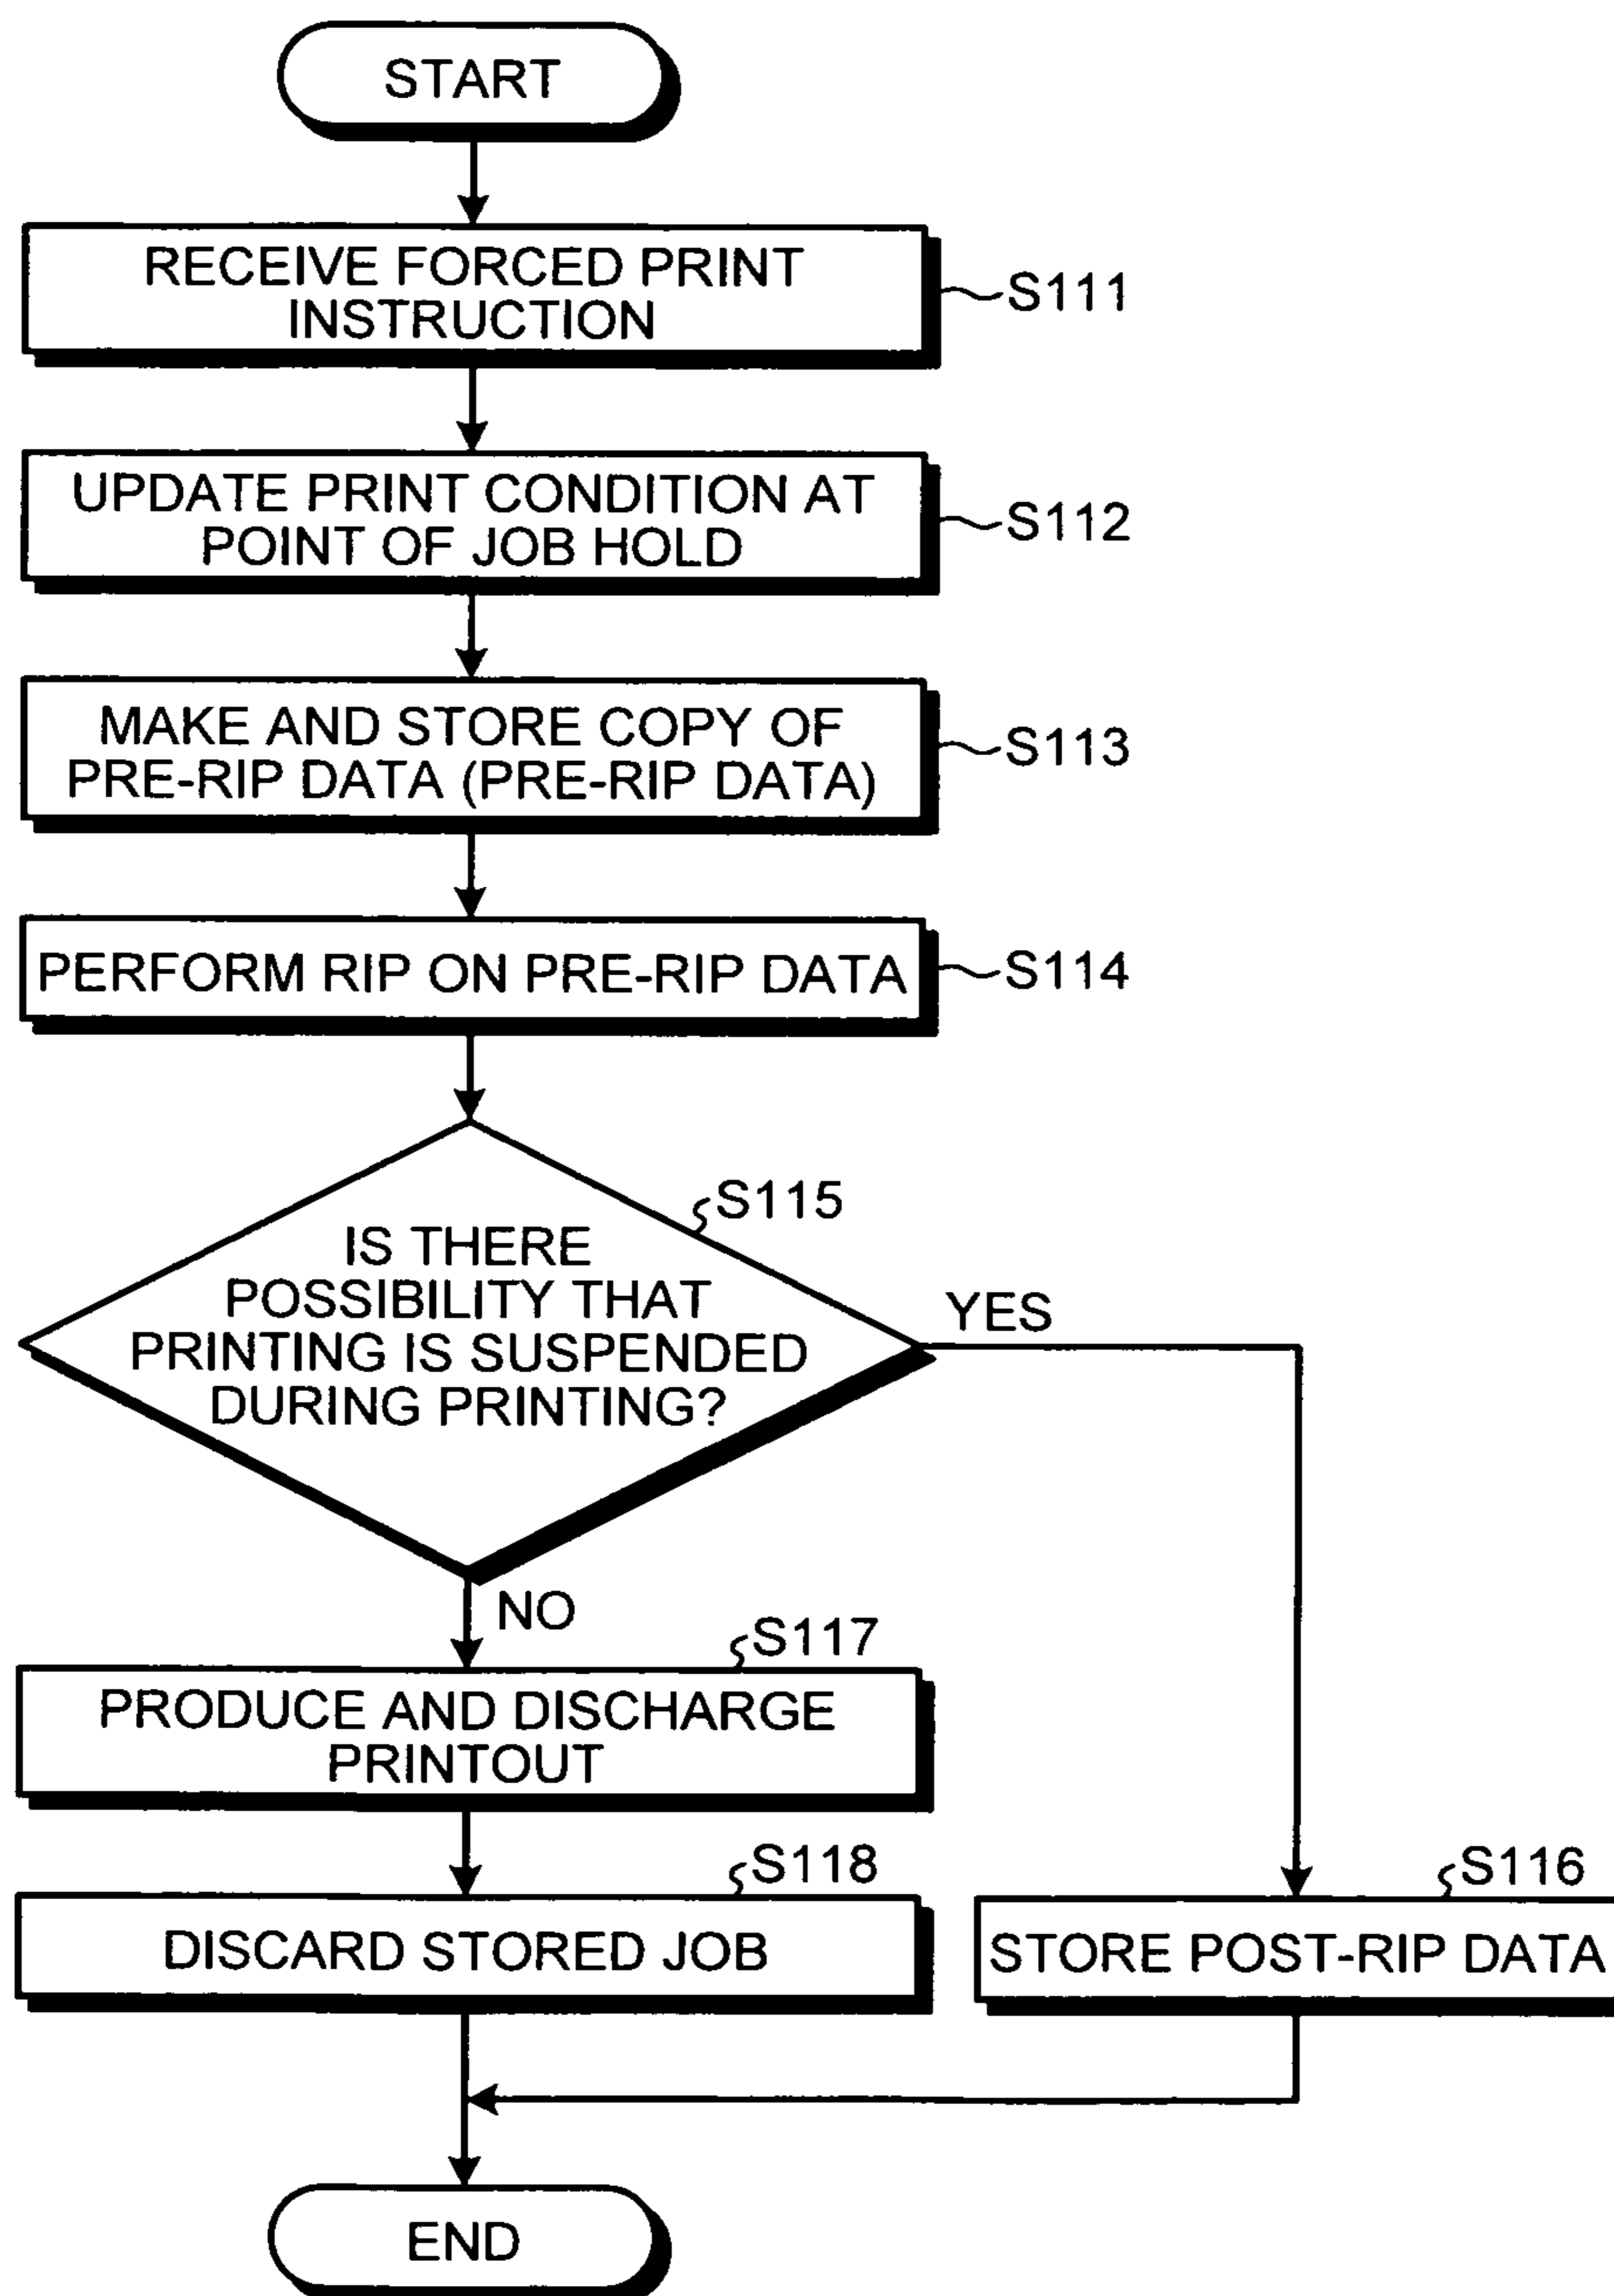 START
RECEIVE FORCED PRINT
INSTRUCTION
S111
UPDATE PRINT CONDITION AT
POINT OF JOB HOLD
S112
MAKE AND STORE COPY OF
PRE-RIP DATA (PRE-RIP DATA)
S113
PERFORM RIP ON PRE-RIP DATA
S114
S115
IS THERE
POSSIBILITY THAT
PRINTING IS SUSPENDED
DURING PRINTING?
YES
NO
S117
PRODUCE AND DISCHARGE
PRINTOUT
S118
DISCARD STORED JOB
S116
STORE POST-RIP DATA
END